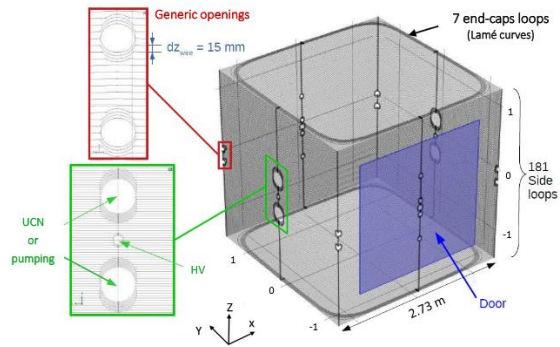 Generic openings
dz_wire = 15 mm
7 end-caps loops
(Lamé curves)
1
0
-1
181
Side
loops
UCN
or
pumping
HV
Door
2.73 m
1
0
-1
Z
Y
x